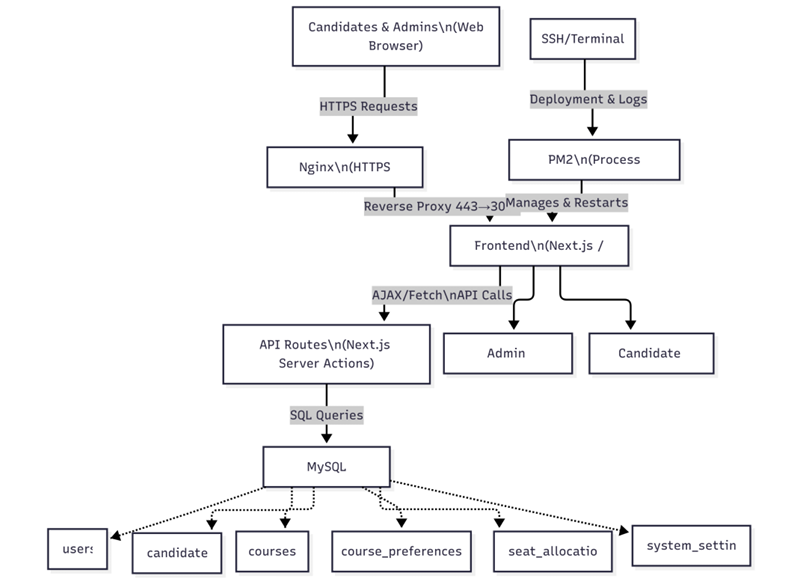 Candidates & Admins\n(Web
Browser)
SSH/Terminal
HTTPS Requests
Deployment & Logs
Nginx\n(HTTPS
PM2\n(Process
Reverse Proxy 443→30
Manages & Restarts
Frontend\n(Next.js /
AJAX/Fetch\nAPI Calls
API Routes\n(Next.js
Server Actions)
Admin
Candidate
SQL Queries
MySQL
users
candidate
courses
course_preferences
seat_allocatio
system_settin